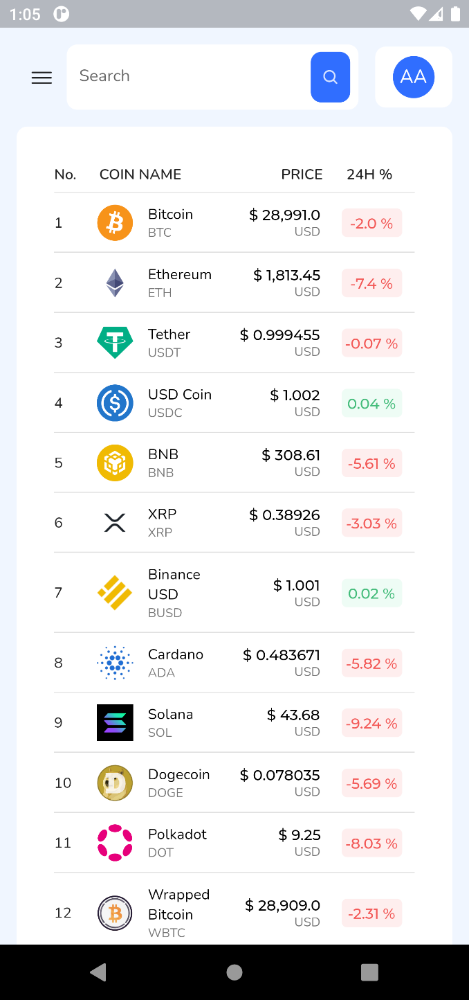 1:05
Search
AA
No. COIN NAME PRICE 24H %
1 Bitcoin $ 28,991.0 -2.0 %
BTC USD
2 Ethereum $ 1,813.45 -7.4 %
ETH USD
3 Tether $ 0.999455 -0.07 %
USDT USD
4 USD Coin $ 1.002 0.04 %
USDC USD
5 BNB $ 308.61 -5.61 %
BNB USD
6 XRP $ 0.38926 -3.03 %
XRP USD
7 Binance $ 1.001 0.02 %
USD USD
BUSD
8 Cardano $ 0.483671 -5.82 %
ADA USD
9 Solana $ 43.68 -9.24 %
SOL USD
10 Dogecoin $ 0.078035 -5.69 %
DOGE USD
11 Polkadot $ 9.25 -8.03 %
DOT USD
12 Wrapped $ 28,909.0 -2.31 %
Bitcoin USD
WBTC